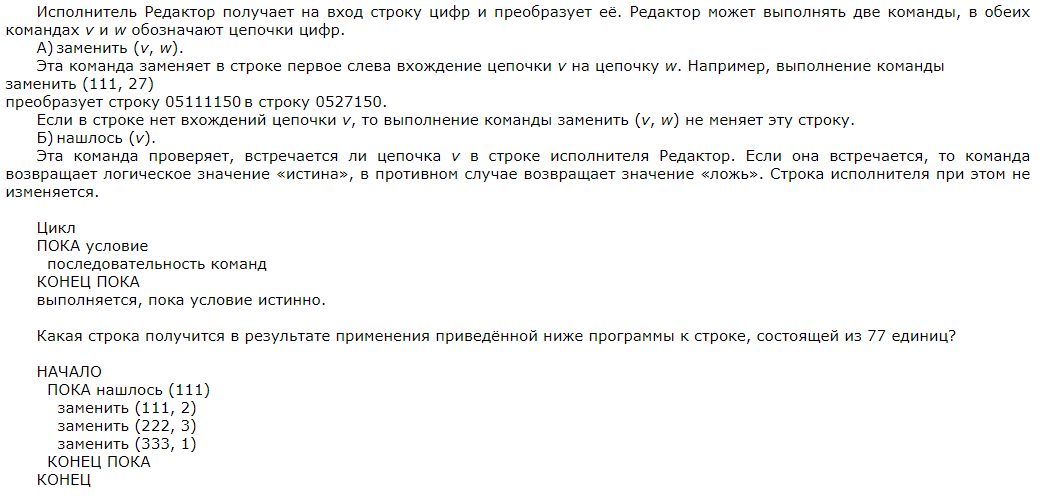 Исполнитель Редактор получает на вход строку цифр и преобразует её. Редактор может выполнять две команды, в обеих
командах v и w обозначают цепочки цифр.
А) заменить (v, w).
Эта команда заменяет в строке первое слева вхождение цепочки v на цепочку w. Например, выполнение команды
заменить (111, 27)
преобразует строку 05111150 в строку 0527150.
Если в строке нет вхождений цепочки v, то выполнение команды заменить (v, w) не меняет эту строку.
Б) нашлось (v).
Эта команда проверяет, встречается ли цепочка v в строке исполнителя Редактор. Если она встречается, то команда
возвращает логическое значение «истина», в противном случае возвращает значение «ложь». Строка исполнителя при этом не
изменяется.
Цикл
ПОКА условие
последовательность команд
КОНЕЦ ПОКА
выполняется, пока условие истинно.
Какая строка получится в результате применения приведённой ниже программы к строке, состоящей из 77 единиц?
НАЧАЛО
ПОКА нашлось (111)
заменить (111, 2)
заменить (222, 3)
заменить (333, 1)
КОНЕЦ ПОКА
КОНЕЦ